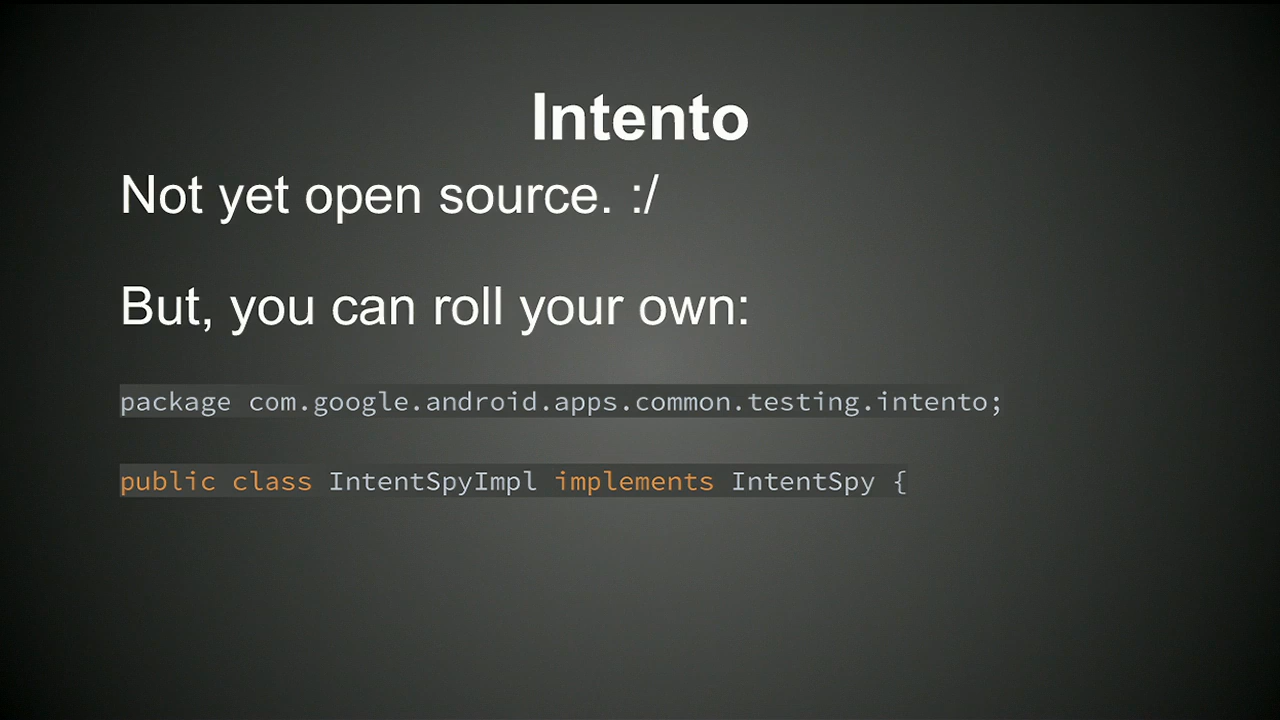 Intento
Not yet open source. :/
But, you can roll your own:
package com.google.android.apps.common.testing.intento;
public class IntentSpyImpl implements IntentSpy {